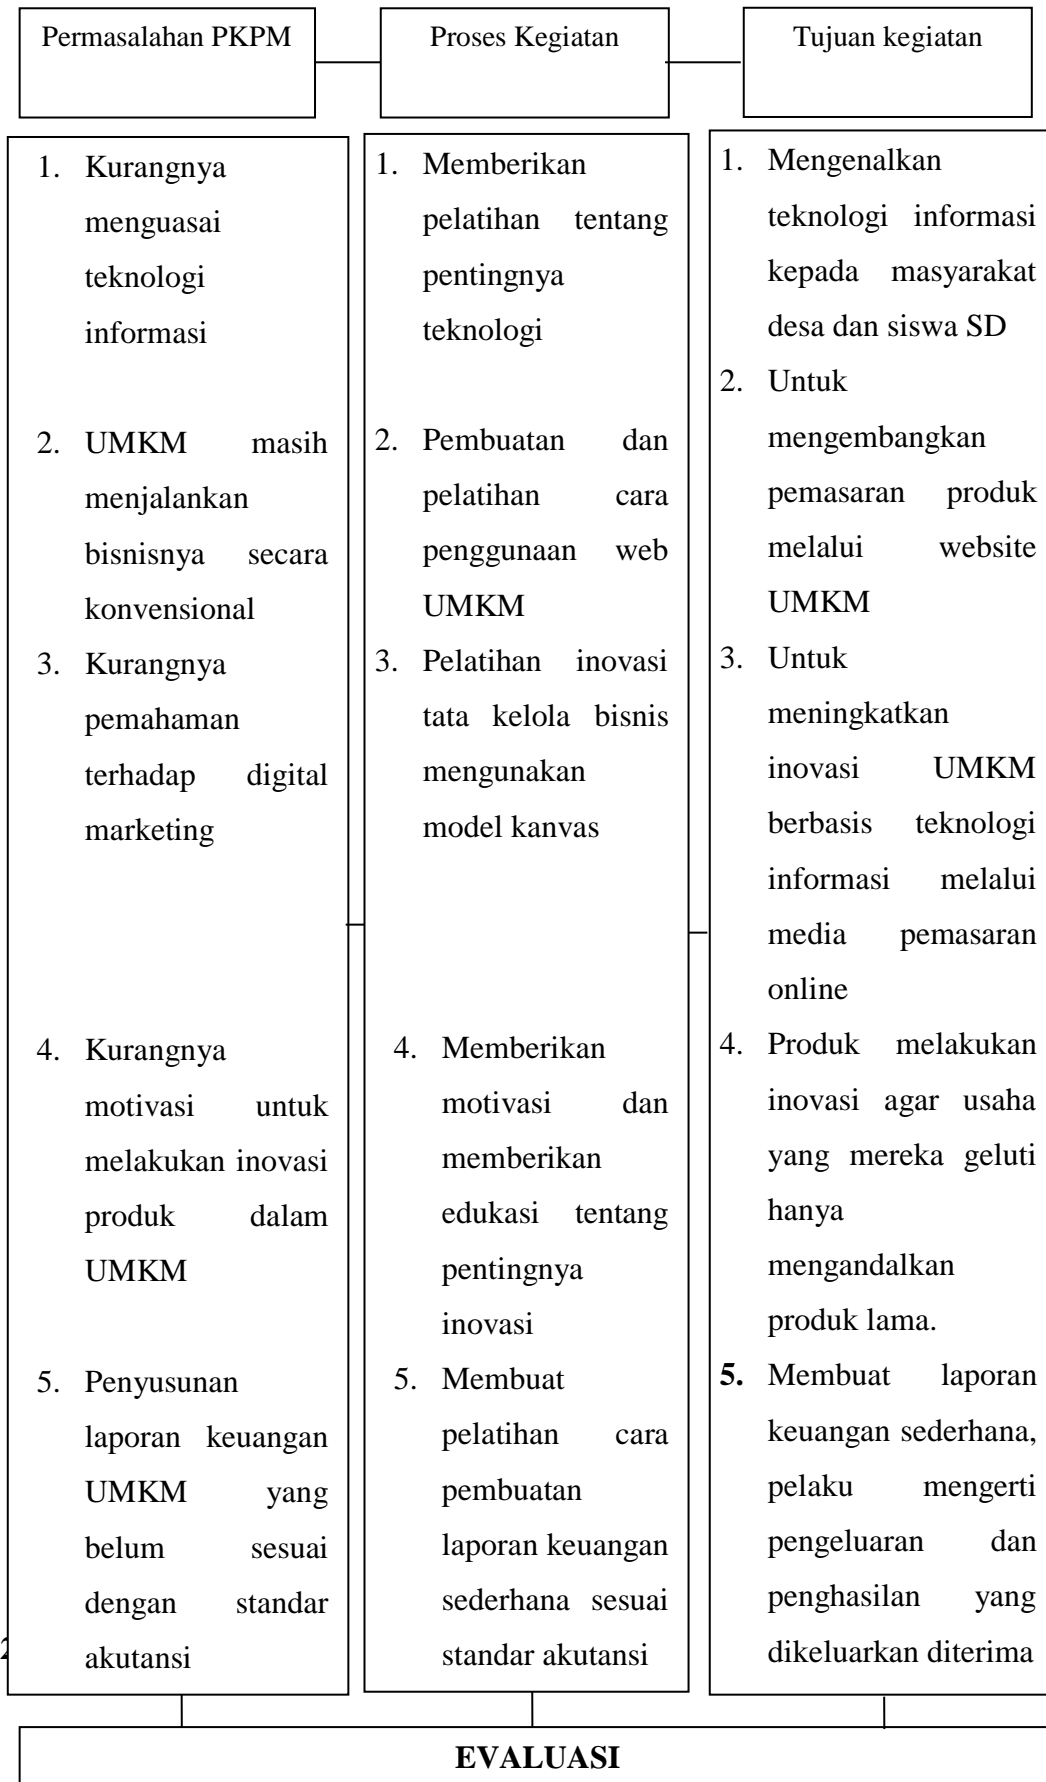 Permasalahan PKPM
Proses Kegiatan
Tujuan kegiatan
1. Kurangnya
menguasai
teknologi
informasi
2. UMKM masih
menjalankan
bisnisnya secara
konvensional
3. Kurangnya
pemahaman
terhadap digital
marketing
4. Kurangnya
motivasi untuk
melakukan inovasi
produk dalam
UMKM
5. Penyusunan
laporan keuangan
UMKM yang
belum sesuai
dengan standar
akutansi
1. Memberikan
pelatihan tentang
pentingnya
teknologi
2. Pembuatan dan
pelatihan cara
penggunaan web
UMKM
3. Pelatihan inovasi
tata kelola bisnis
mengunakan
model kanvas
4. Memberikan
motivasi dan
memberikan
edukasi tentang
pentingnya
inovasi
5. Membuat
pelatihan cara
pembuatan
laporan keuangan
sederhana sesuai
standar akutansi
1. Mengenalkan
teknologi informasi
kepada masyarakat
desa dan siswa SD
2. Untuk
mengembangkan
pemasaran produk
melalui website
UMKM
3. Untuk
meningkatkan
inovasi UMKM
berbasis teknologi
informasi melalui
media pemasaran
online
4. Produk melakukan
inovasi agar usaha
yang mereka geluti
hanya
mengandalkan
produk lama.
5. Membuat laporan
keuangan sederhana,
pelaku mengerti
pengeluaran dan
penghasilan yang
dikeluarkan diterima
EVALUASI